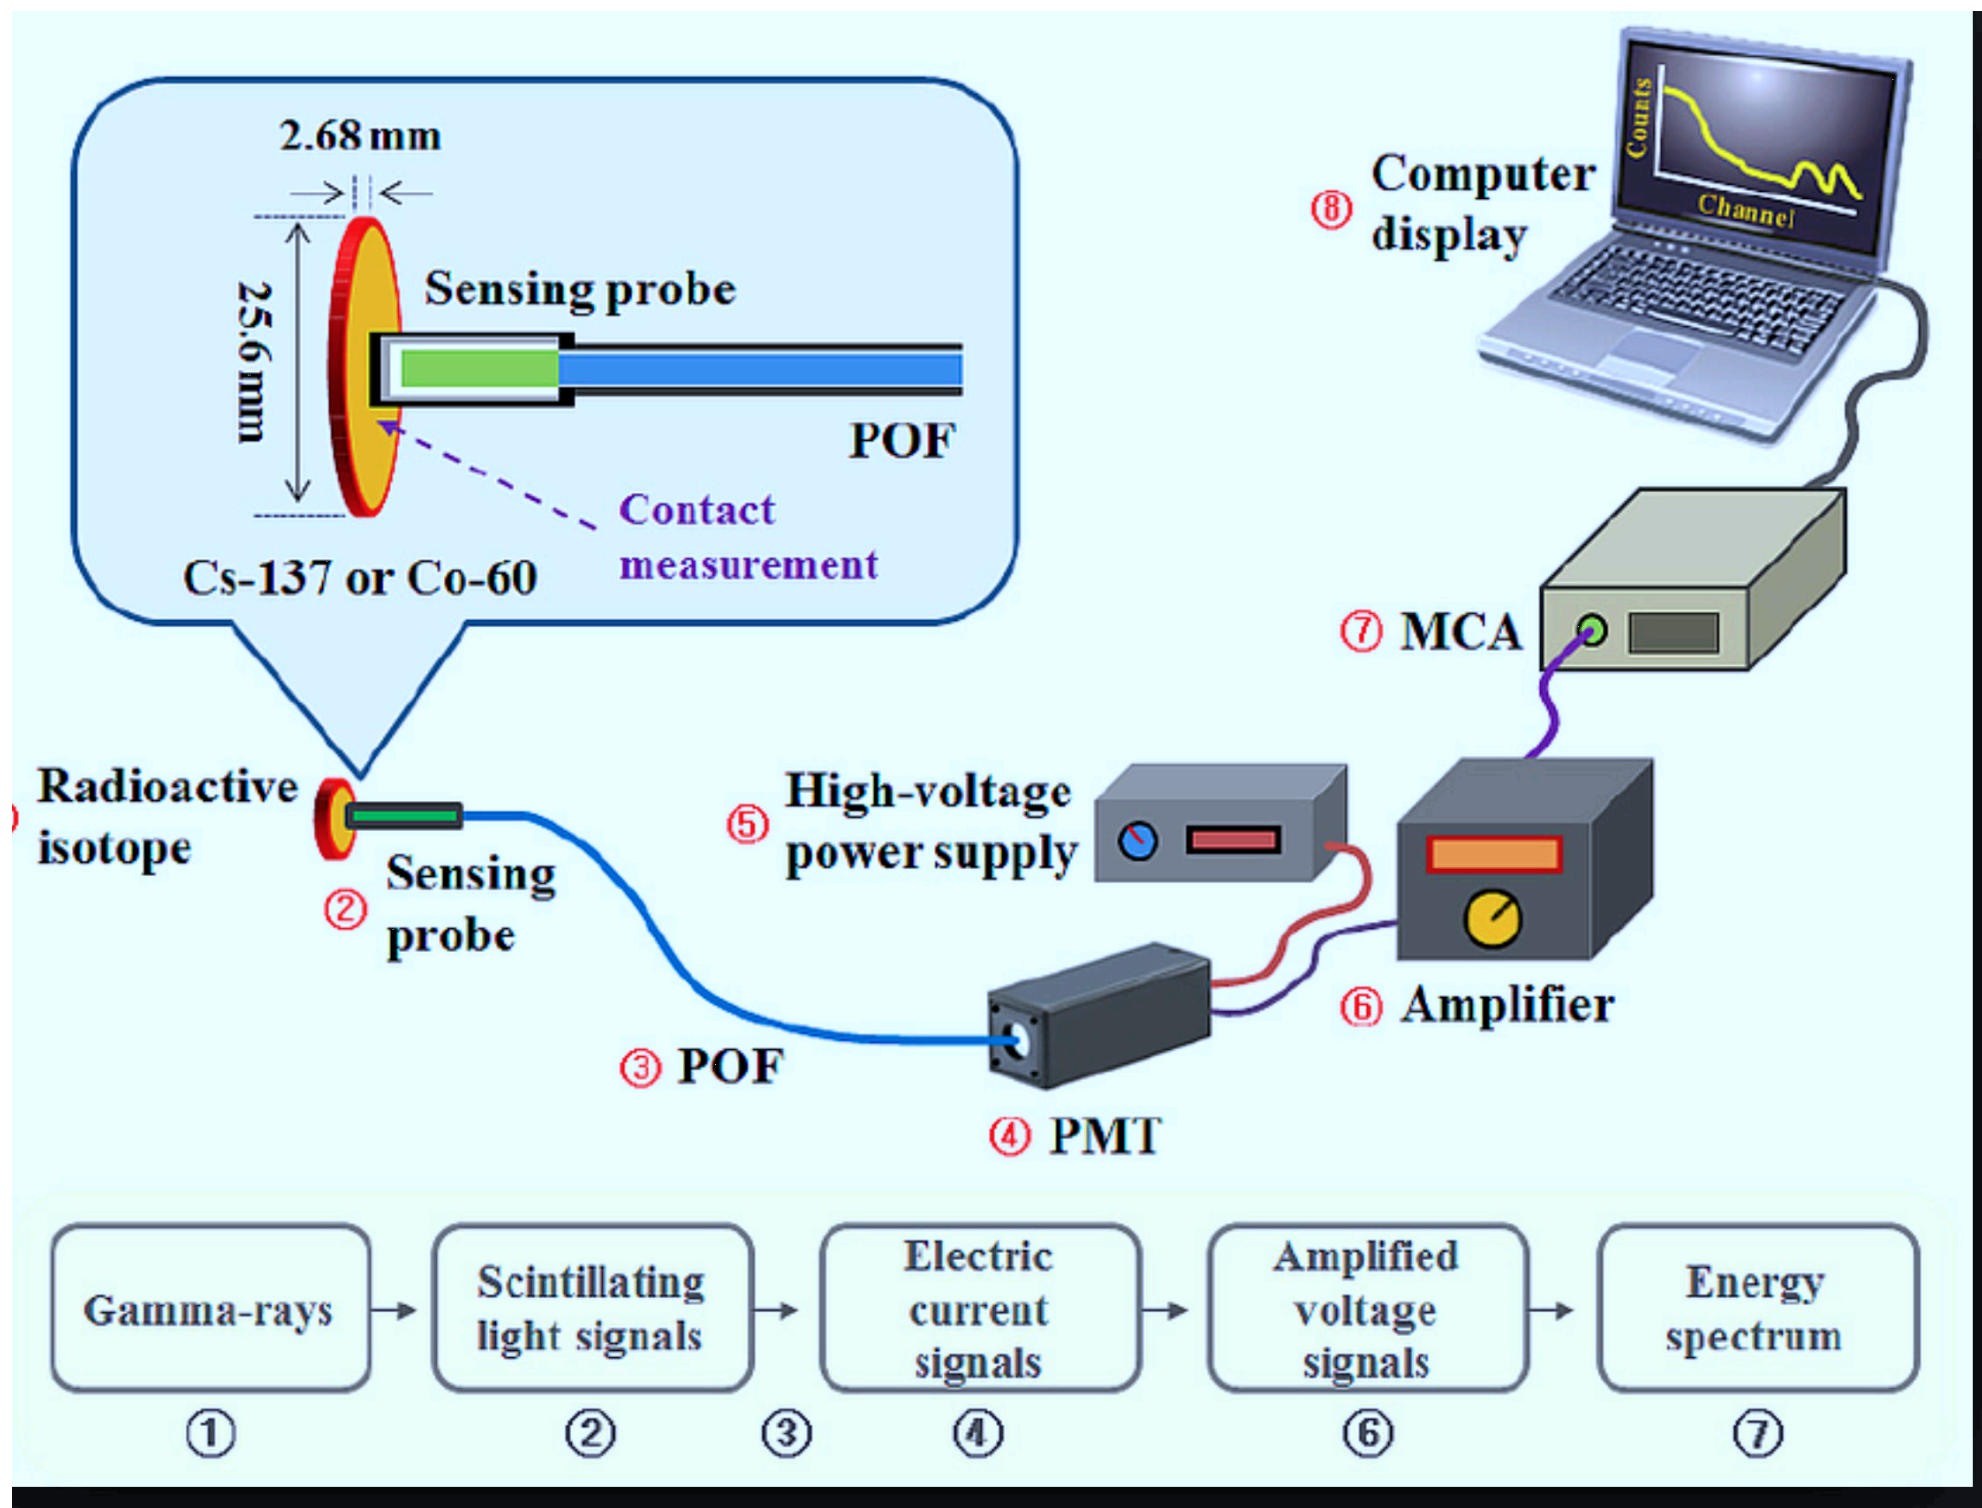 2.68 mm
25.6 mm
Sensing probe
POF
Contact
measurement
Cs-137 or Co-60
Counts
Channel
⑧ Computer
display
⑦ MCA
Radioactive
isotope
② Sensing
probe
③ POF
④ PMT
⑤ High-voltage
power supply
⑥ Amplifier
Gamma-rays
Scintillating
light signals
Electric
current
signals
Amplified
voltage
signals
Energy
spectrum
① ② ③ ④ ⑥ ⑦